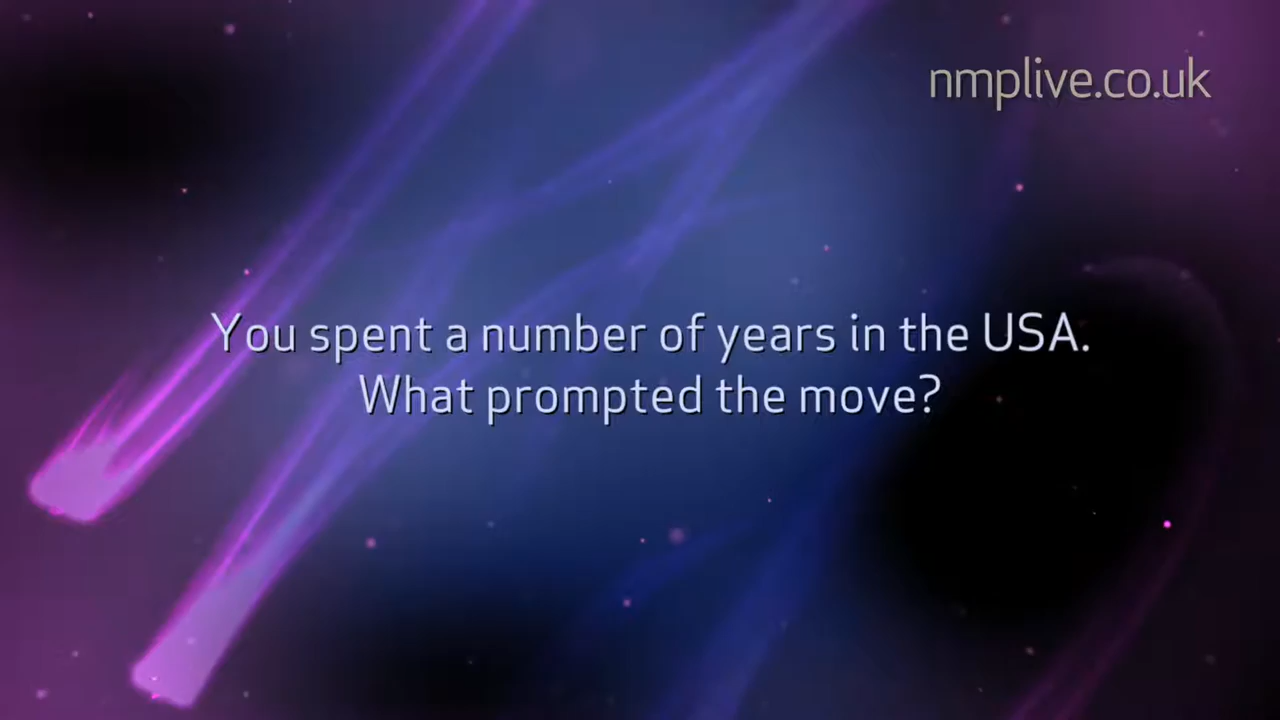 nmplive.co.uk
You spent a number of years in the USA.
What prompted the move?